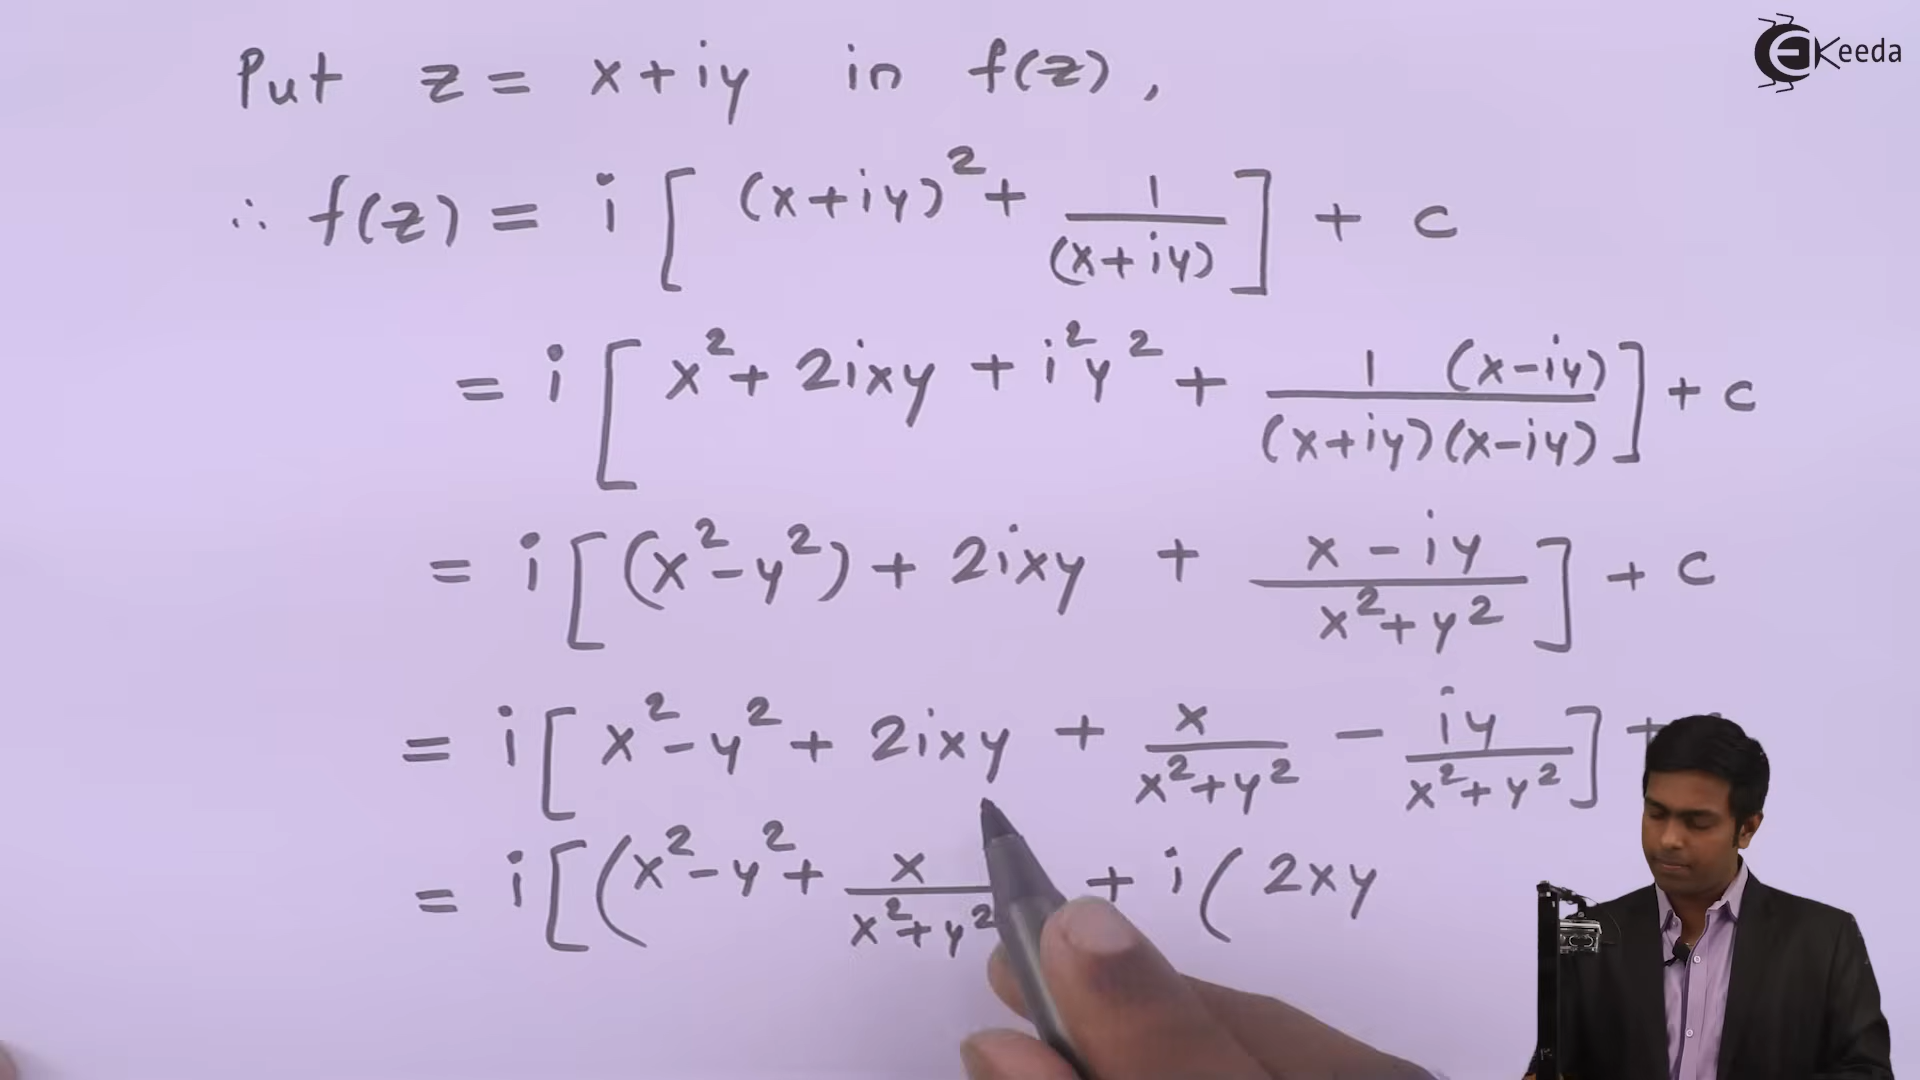 Ekeeda
Put z = x+iy in f(z),
∴ f(z) = i [ (x+iy)² + 1/(x+iy) ] + c
= i [ x² + 2ixy + i²y² + 1 (x-iy)/(x+iy)(x-iy) ] + c
= i [ (x²-y²) + 2ixy + x-iy/x²+y² ] + c
= i [ x²-y² + 2ixy + x/x²+y² - iy/x²+y² ] +
= i [ ( x²-y² + x/x²+y² + i ( 2xy